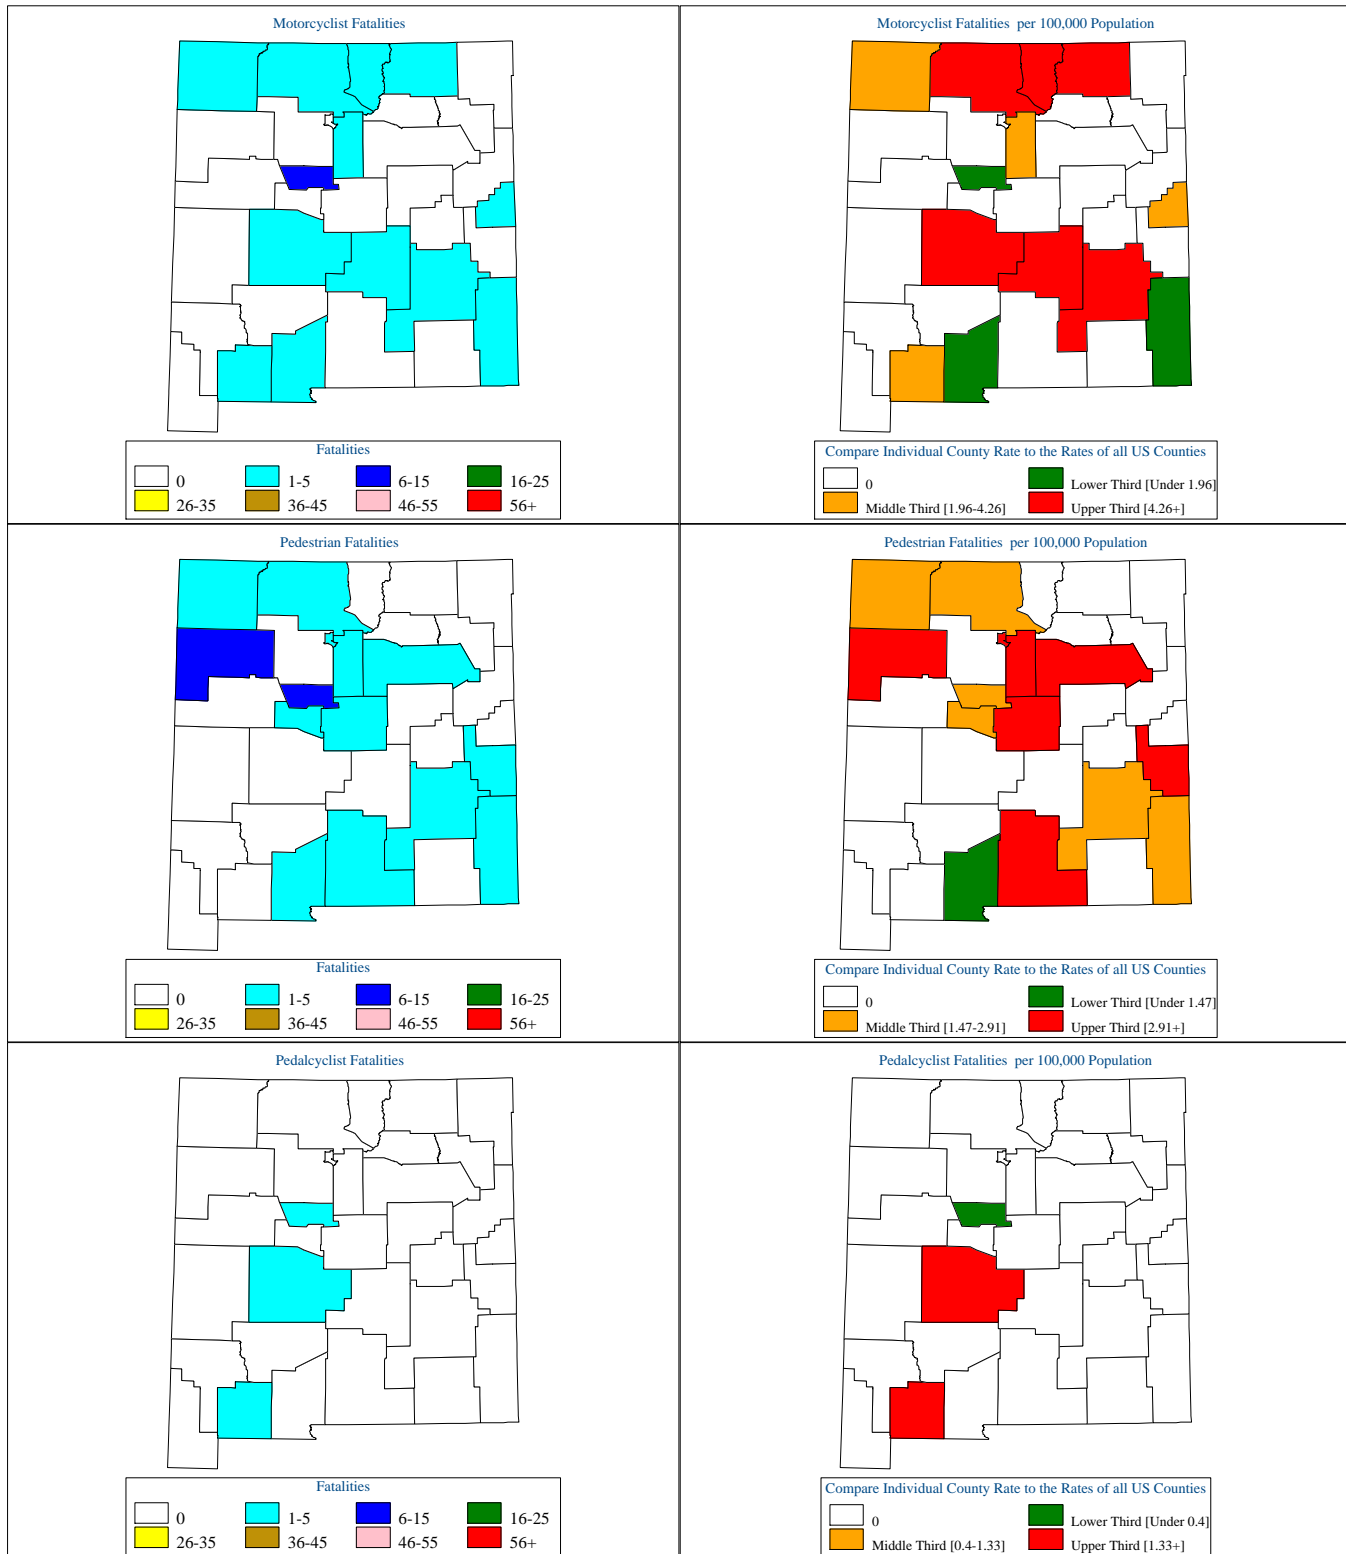 Motorcyclist Fatalities
Motorcyclist Fatalities per 100,000 Population
Fatalities
0 1-5 6-15 16-25
26-35 36-45 46-55 56+
Compare Individual County Rate to the Rates of all US Counties
0 Lower Third [Under 1.96]
Middle Third [1.96-4.26] Upper Third [4.26+]
Pedestrian Fatalities
Pedestrian Fatalities per 100,000 Population
Fatalities
0 1-5 6-15 16-25
26-35 36-45 46-55 56+
Compare Individual County Rate to the Rates of all US Counties
0 Lower Third [Under 1.47]
Middle Third [1.47-2.91] Upper Third [2.91+]
Pedalcyclist Fatalities
Pedalcyclist Fatalities per 100,000 Population
Fatalities
0 1-5 6-15 16-25
26-35 36-45 46-55 56+
Compare Individual County Rate to the Rates of all US Counties
0 Lower Third [Under 0.4]
Middle Third [0.4-1.33] Upper Third [1.33+]